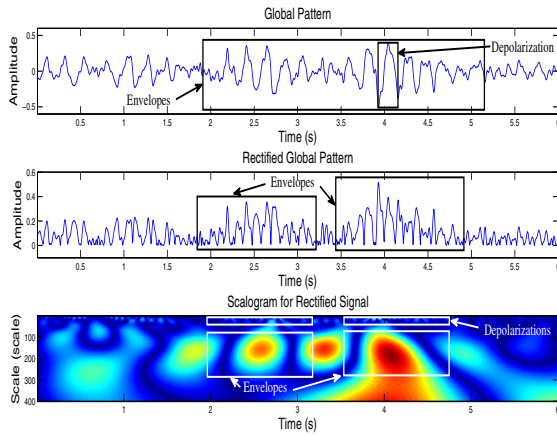 Global Pattern
Amplitude
0.5
0
−0.5
Envelopes
Depolarization
0.5 1 1.5 2 2.5 3 3.5 4 4.5 5 5.5 6
Time (s)
Rectified Global Pattern
Amplitude
0.6
0.4
0.2
0
Envelopes
0.5 1 1.5 2 2.5 3 3.5 4 4.5 5 5.5 6
Time (s)
Scalogram for Rectified Signal
Scale (scale)
100
200
300
400
Depolarizations
Envelopes
1 2 3 4 5 6
Time (s)